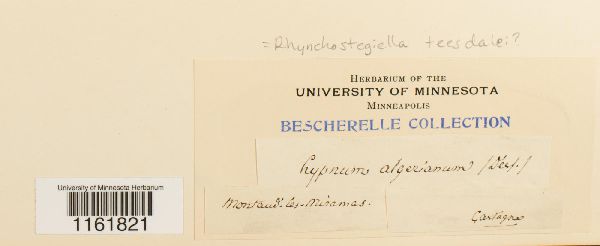 = Rhynchostegiella teesdalei?
HERBARIUM OF THE
UNIVERSITY OF MINNESOTA
MINNEAPOLIS
BESCHERELLE COLLECTION
Hypnum algerianum (Desf.)
Montaud-les-Miramas.
Castagne
University of Minnesota Herbarium
1161821